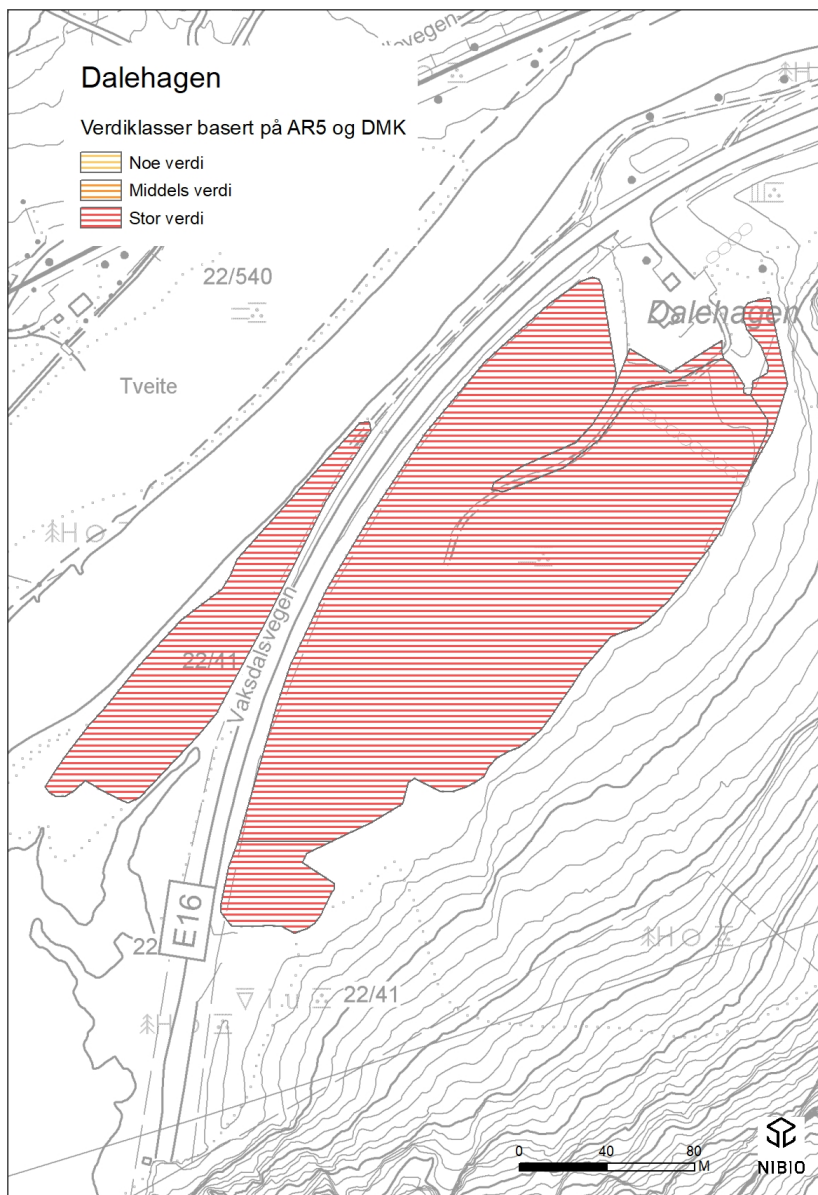 Dalehagen
Verdiklasser basert på AR5 og DMK
Noe verdi
Middels verdi
Stor verdi
22/540
Dalehagen
Tveite
22/41
Vaksdalsvegen
E16
22
22/41
0 40 80
M
NIBIO